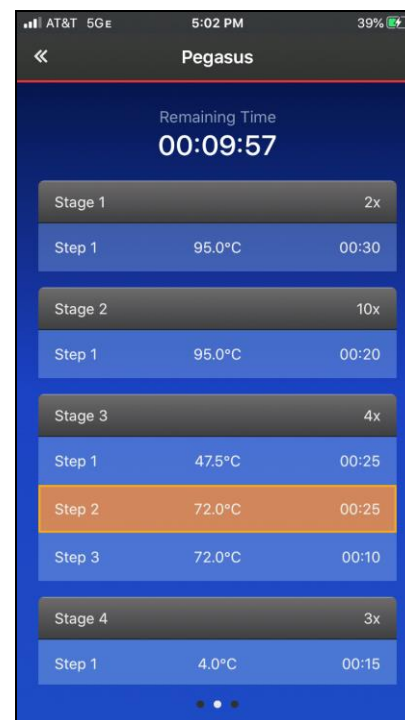 AT&T 5GE 5:02 PM 39%
Pegasus
Remaining Time
00:09:57
Stage 1 2x
Step 1 95.0°C 00:30
Stage 2 10x
Step 1 95.0°C 00:20
Stage 3 4x
Step 1 47.5°C 00:25
Step 2 72.0°C 00:25
Step 3 72.0°C 00:10
Stage 4 3x
Step 1 4.0°C 00:15